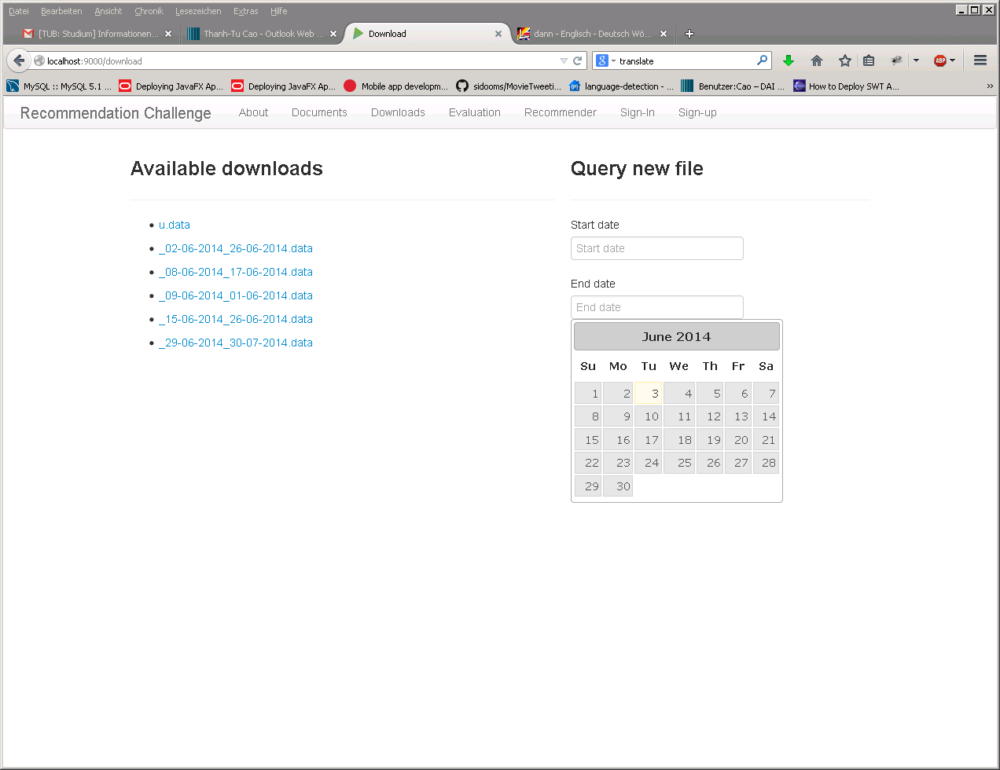 Datei Bearbeiten Ansicht Chronik Lesezeichen Extras Hilfe
[TUB: Studium] Informationen... Thanh-Tu Cao - Outlook Web ... Download dann - Englisch - Deutsch Wö...
localhost:9000/download translate
MySQL :: MySQL 5.1 ... Deploying JavaFX Ap... Deploying JavaFX Ap... Mobile app developm... sidooms/MovieTweeti... language-detection - ... Benutzer:Cao – DAI ... How to Deploy SWT A...
Recommendation Challenge About Documents Downloads Evaluation Recommender Sign-In Sign-up
Available downloads
u.data
_02-06-2014_26-06-2014.data
_08-06-2014_17-06-2014.data
_09-06-2014_01-06-2014.data
_15-06-2014_26-06-2014.data
_29-06-2014_30-07-2014.data
Query new file
Start date
Start date
End date
End date
June 2014
Su Mo Tu We Th Fr Sa
1 2 3 4 5 6 7
8 9 10 11 12 13 14
15 16 17 18 19 20 21
22 23 24 25 26 27 28
29 30